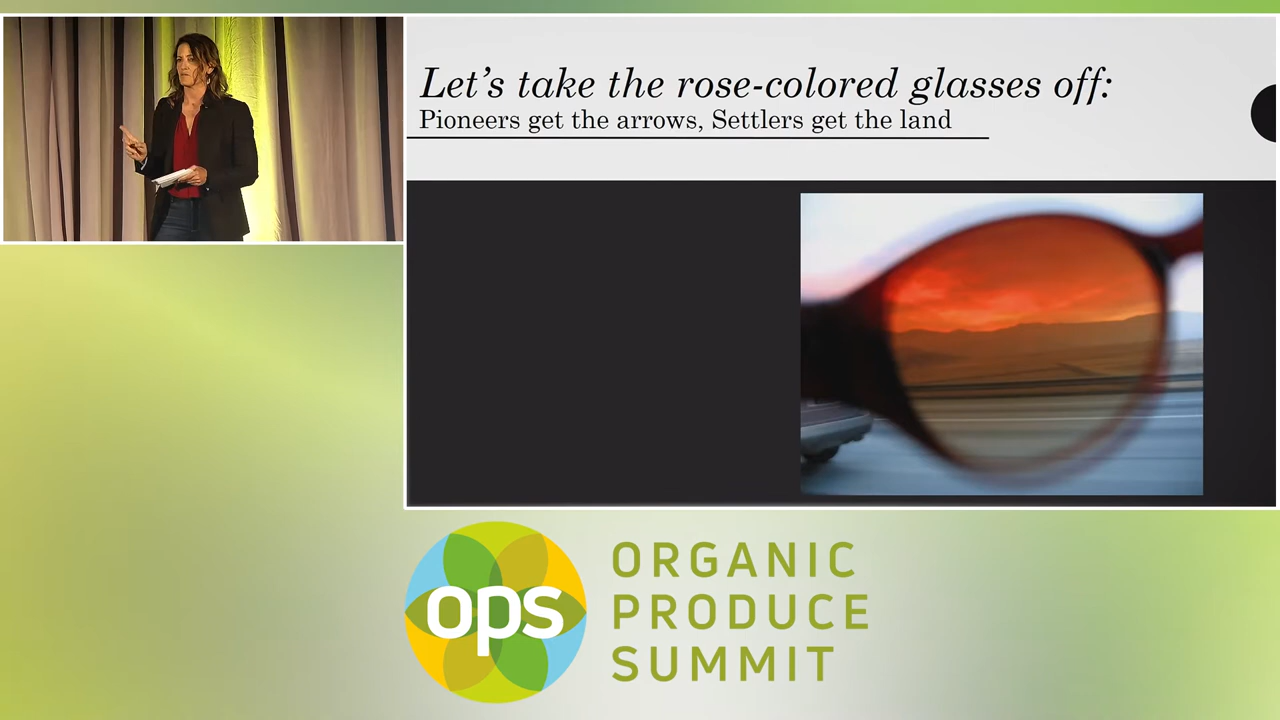 Let's take the rose-colored glasses off:
Pioneers get the arrows, Settlers get the land
ops
ORGANIC
PRODUCE
SUMMIT